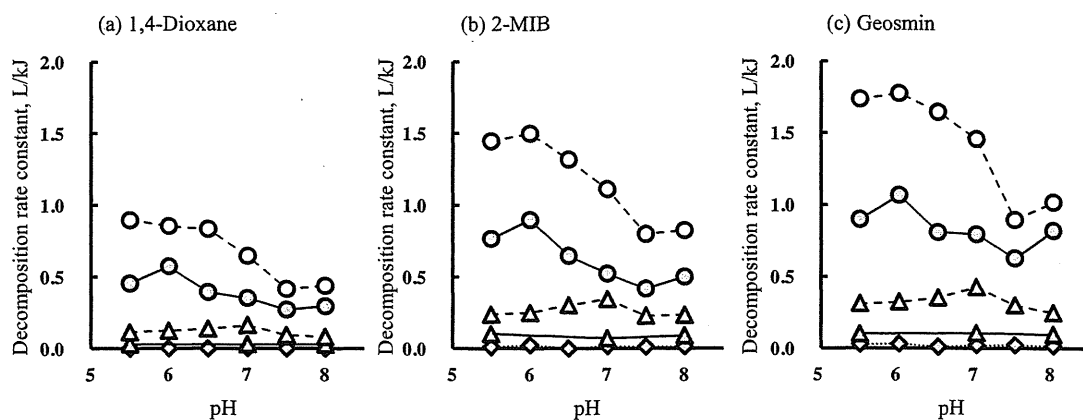 (a) 1,4-Dioxane
Decomposition rate constant, L/kJ
2.0
1.5
1.0
0.5
0.0
5 6 7 8
pH
(b) 2-MIB
Decomposition rate constant, L/kJ
2.0
1.5
1.0
0.5
0.0
5 6 7 8
pH
(c) Geosmin
Decomposition rate constant, L/kJ
2.0
1.5
1.0
0.5
0.0
5 6 7 8
pH